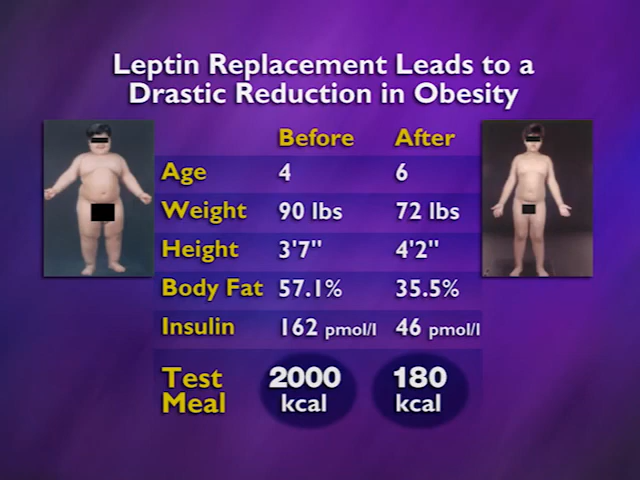 Leptin Replacement Leads to a
Drastic Reduction in Obesity
Before After
Age 4 6
Weight 90 lbs 72 lbs
Height 3'7" 4'2"
Body Fat 57.1% 35.5%
Insulin 162 pmol/l 46 pmol/l
Test 2000 180
Meal kcal kcal